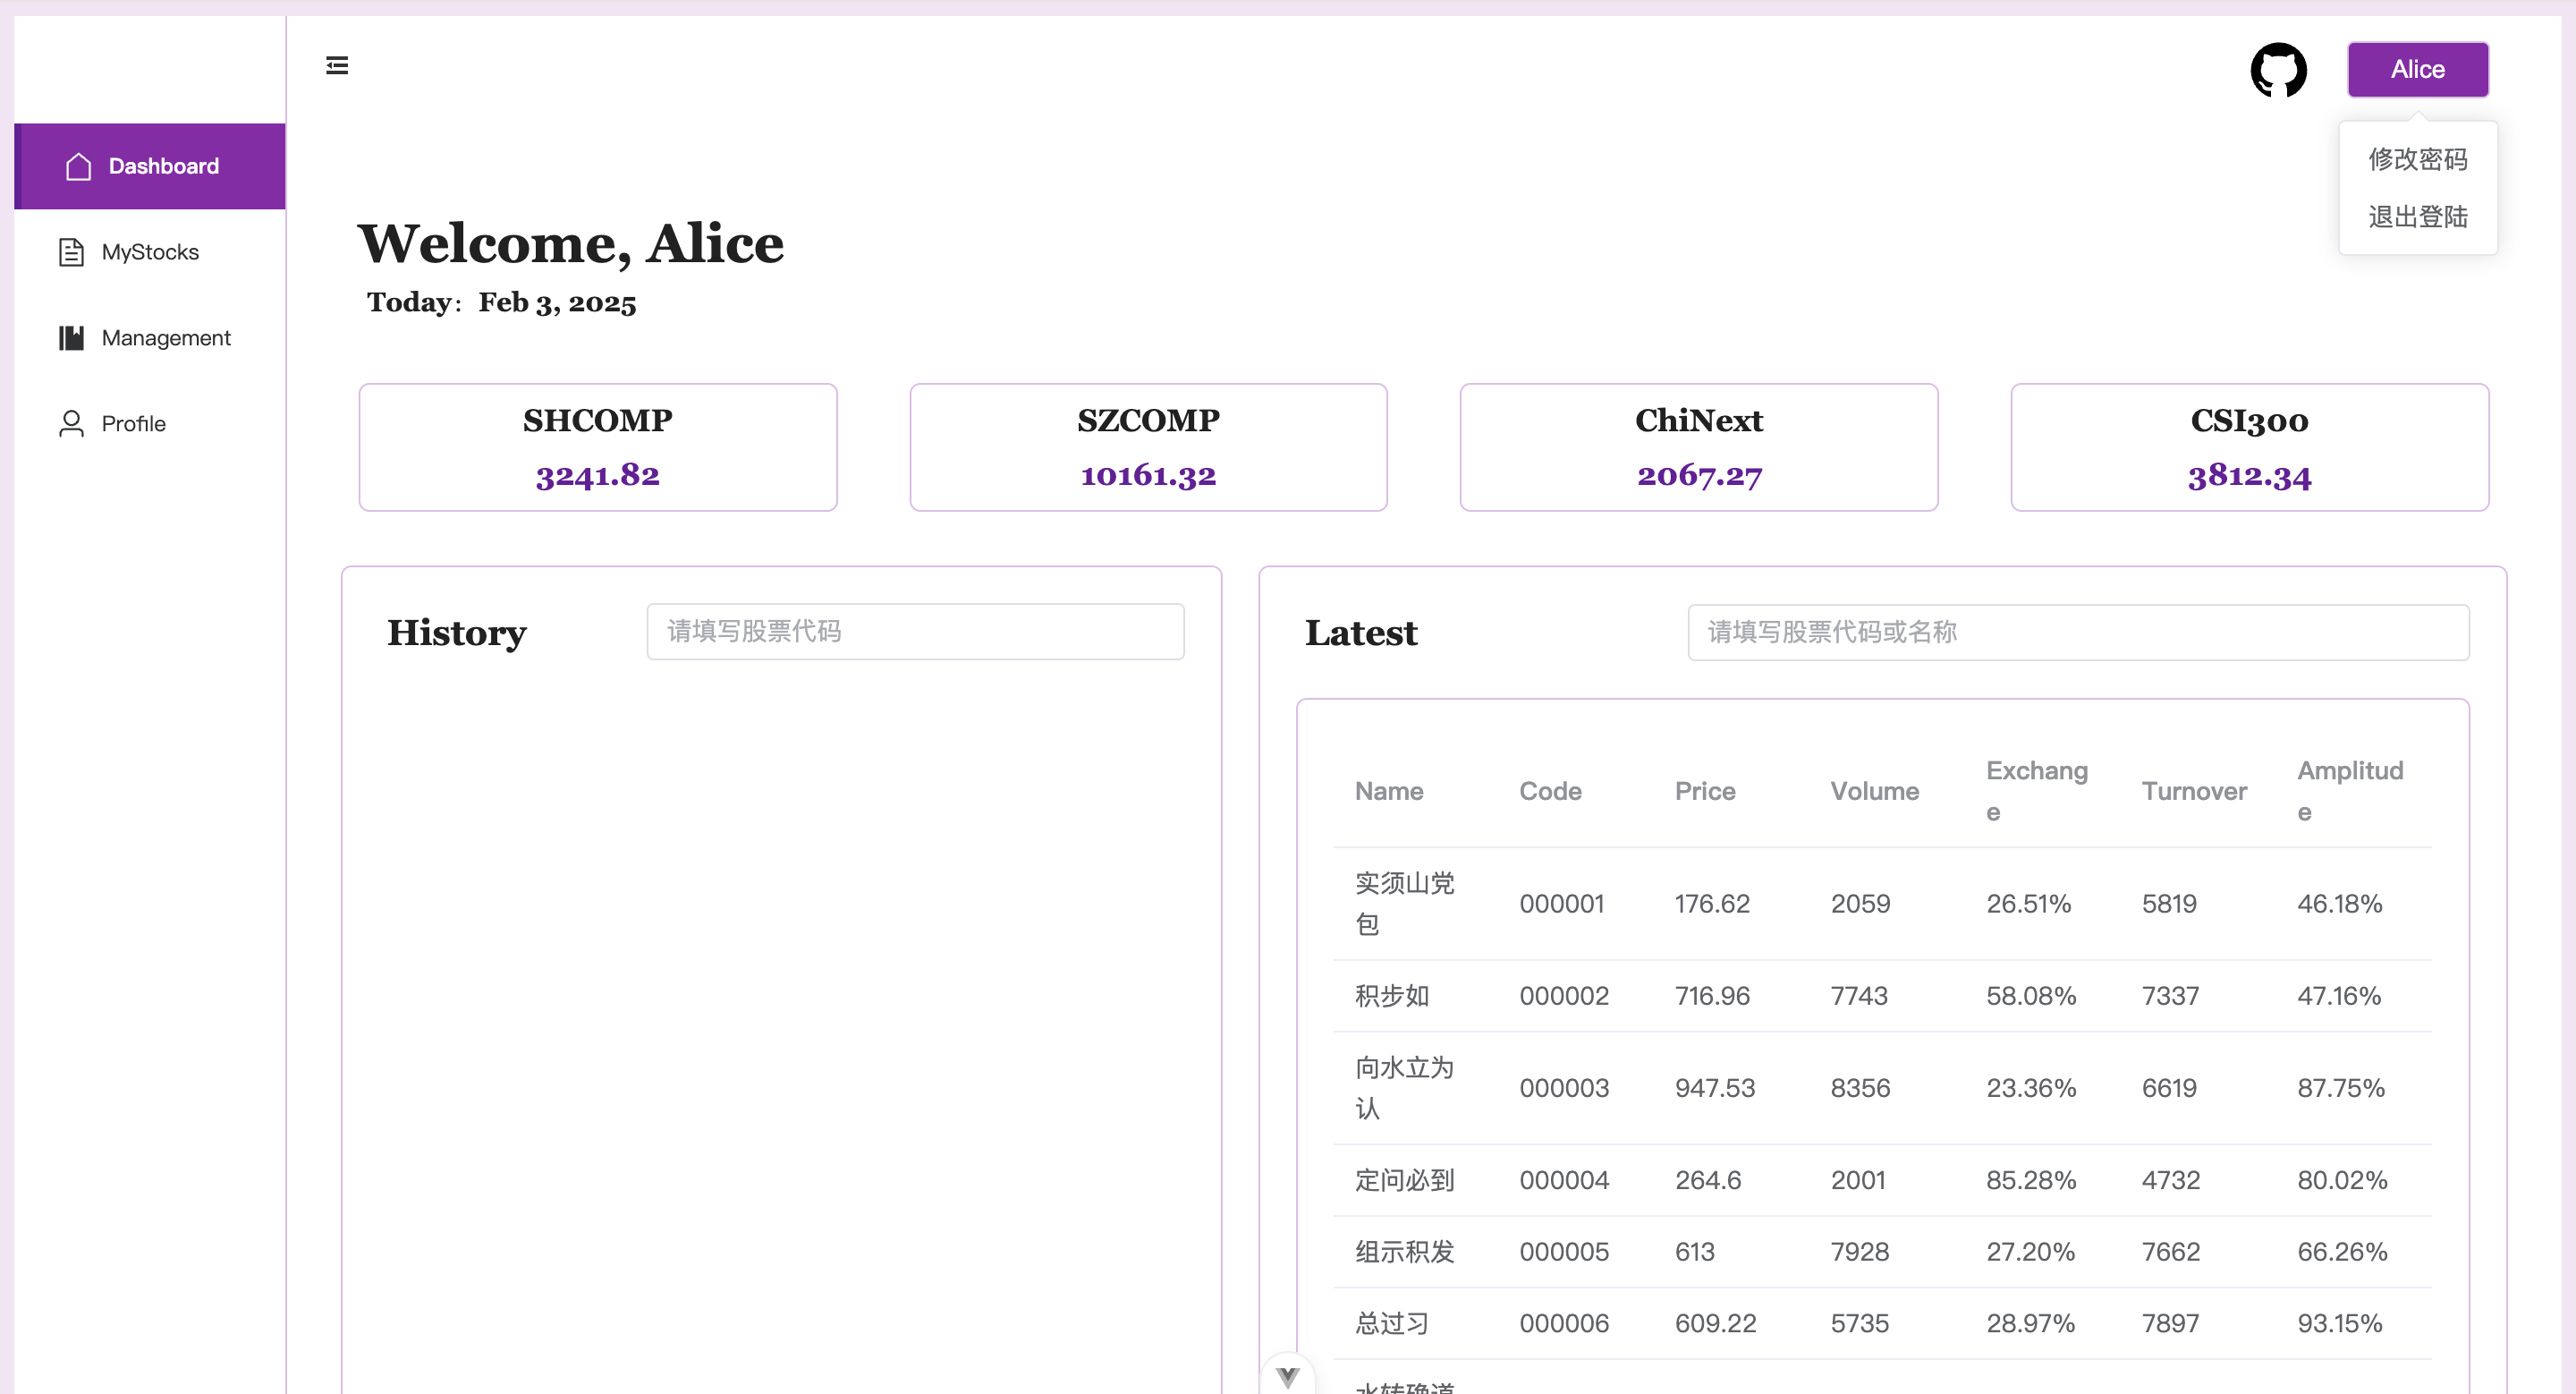 Alice
修改密码
退出登陆
Dashboard
MyStocks
Management
Profile
Welcome, Alice
Today：Feb 3, 2025
SHCOMP
3241.82
SZCOMP
10161.32
ChiNext
2067.27
CSI300
3812.34
History
请填写股票代码
Latest
请填写股票代码或名称
Name Code Price Volume Exchang Turnover Amplitud
e e
实须山党
包 000001 176.62 2059 26.51% 5819 46.18%
积步如 000002 716.96 7743 58.08% 7337 47.16%
向水立为
认 000003 947.53 8356 23.36% 6619 87.75%
定问必到 000004 264.6 2001 85.28% 4732 80.02%
组示积发 000005 613 7928 27.20% 7662 66.26%
总过习 000006 609.22 5735 28.97% 7897 93.15%